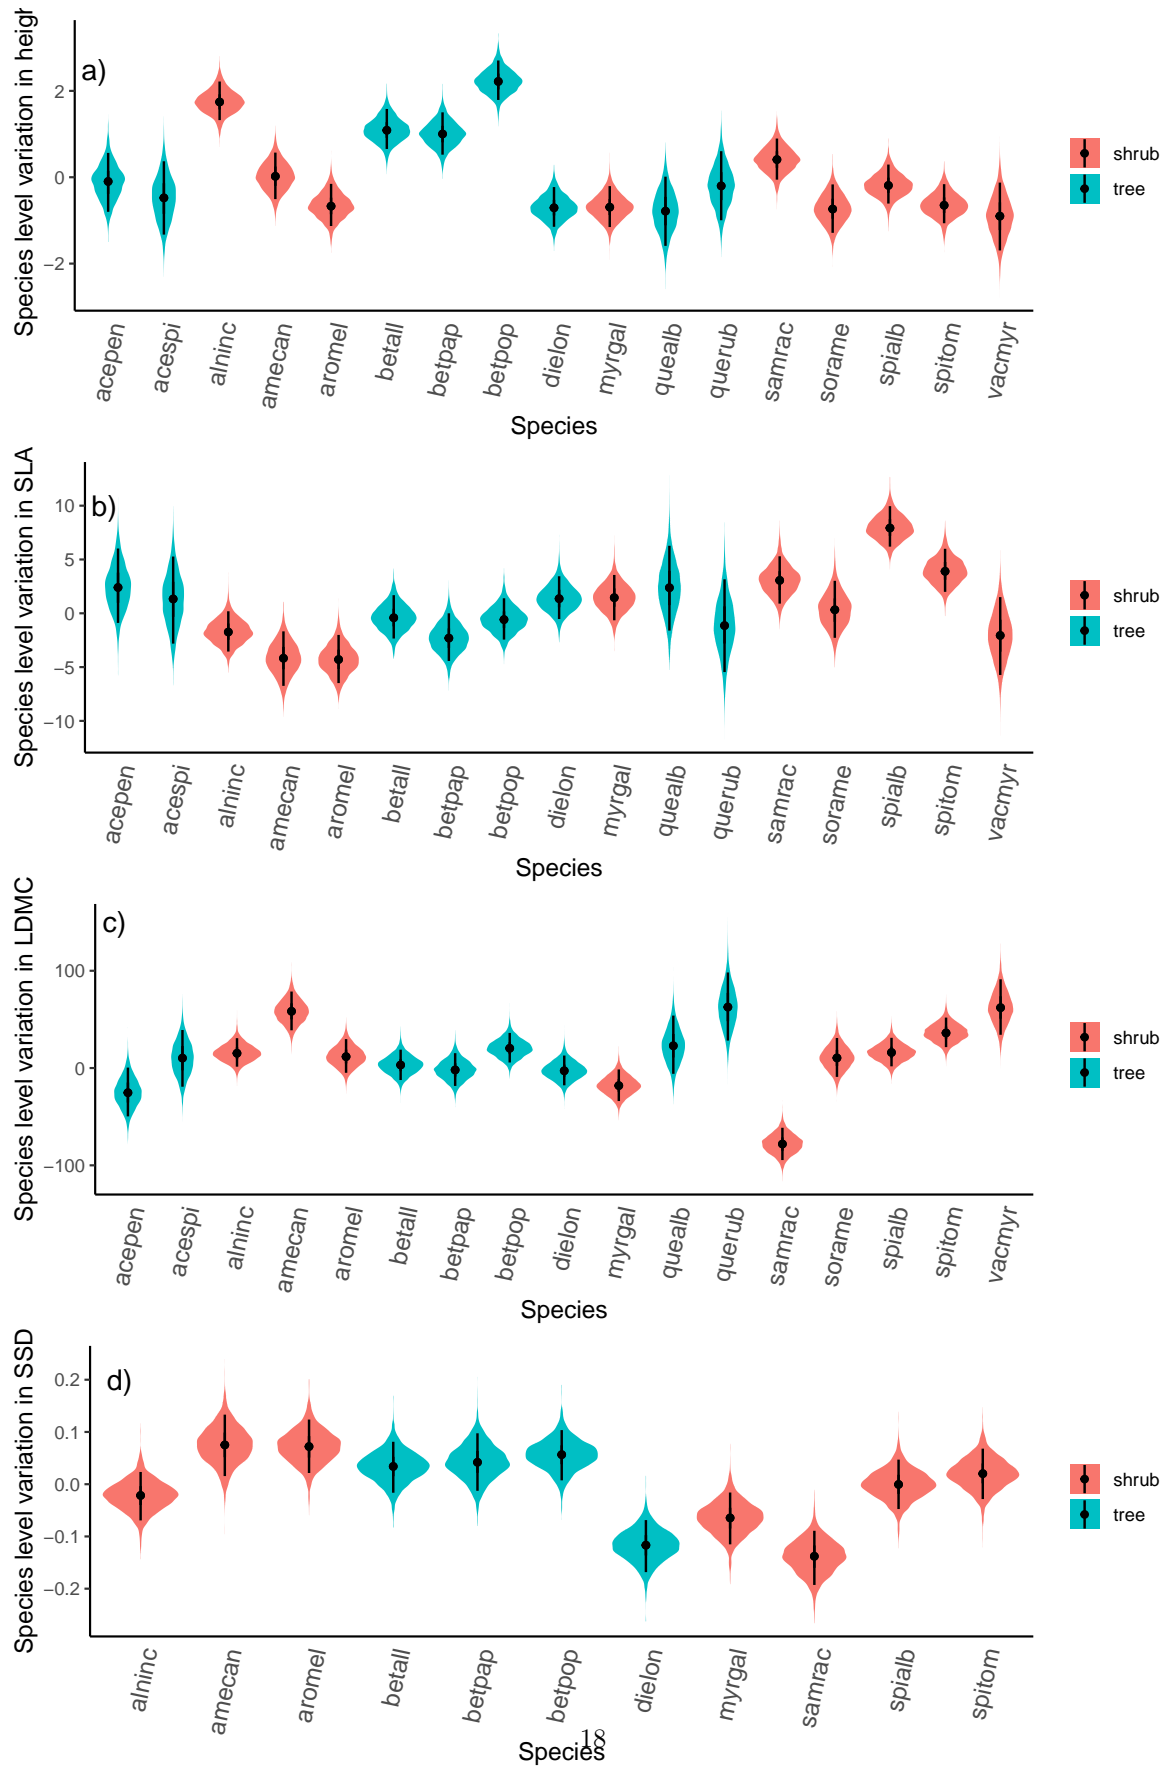 Species level variation in heigh
a)
2
0
−2
acepen acespi alninc amecan aromel betall betpap betpop dielon myrgal quealb querub samrac sorame spialb spitom vacmyr
Species
shrub
tree
Species level variation in SLA
b)
10
5
0
−5
−10
acepen acespi alninc amecan aromel betall betpap betpop dielon myrgal quealb querub samrac sorame spialb spitom vacmyr
Species
shrub
tree
Species level variation in LDMC
c)
100
0
−100
acepen acespi alninc amecan aromel betall betpap betpop dielon myrgal quealb querub samrac sorame spialb spitom vacmyr
Species
shrub
tree
Species level variation in SSD
d)
0.2
0.1
0.0
−0.1
−0.2
alninc amecan aromel betall betpap betpop dielon myrgal samrac spialb spitom
Species
shrub
tree
18